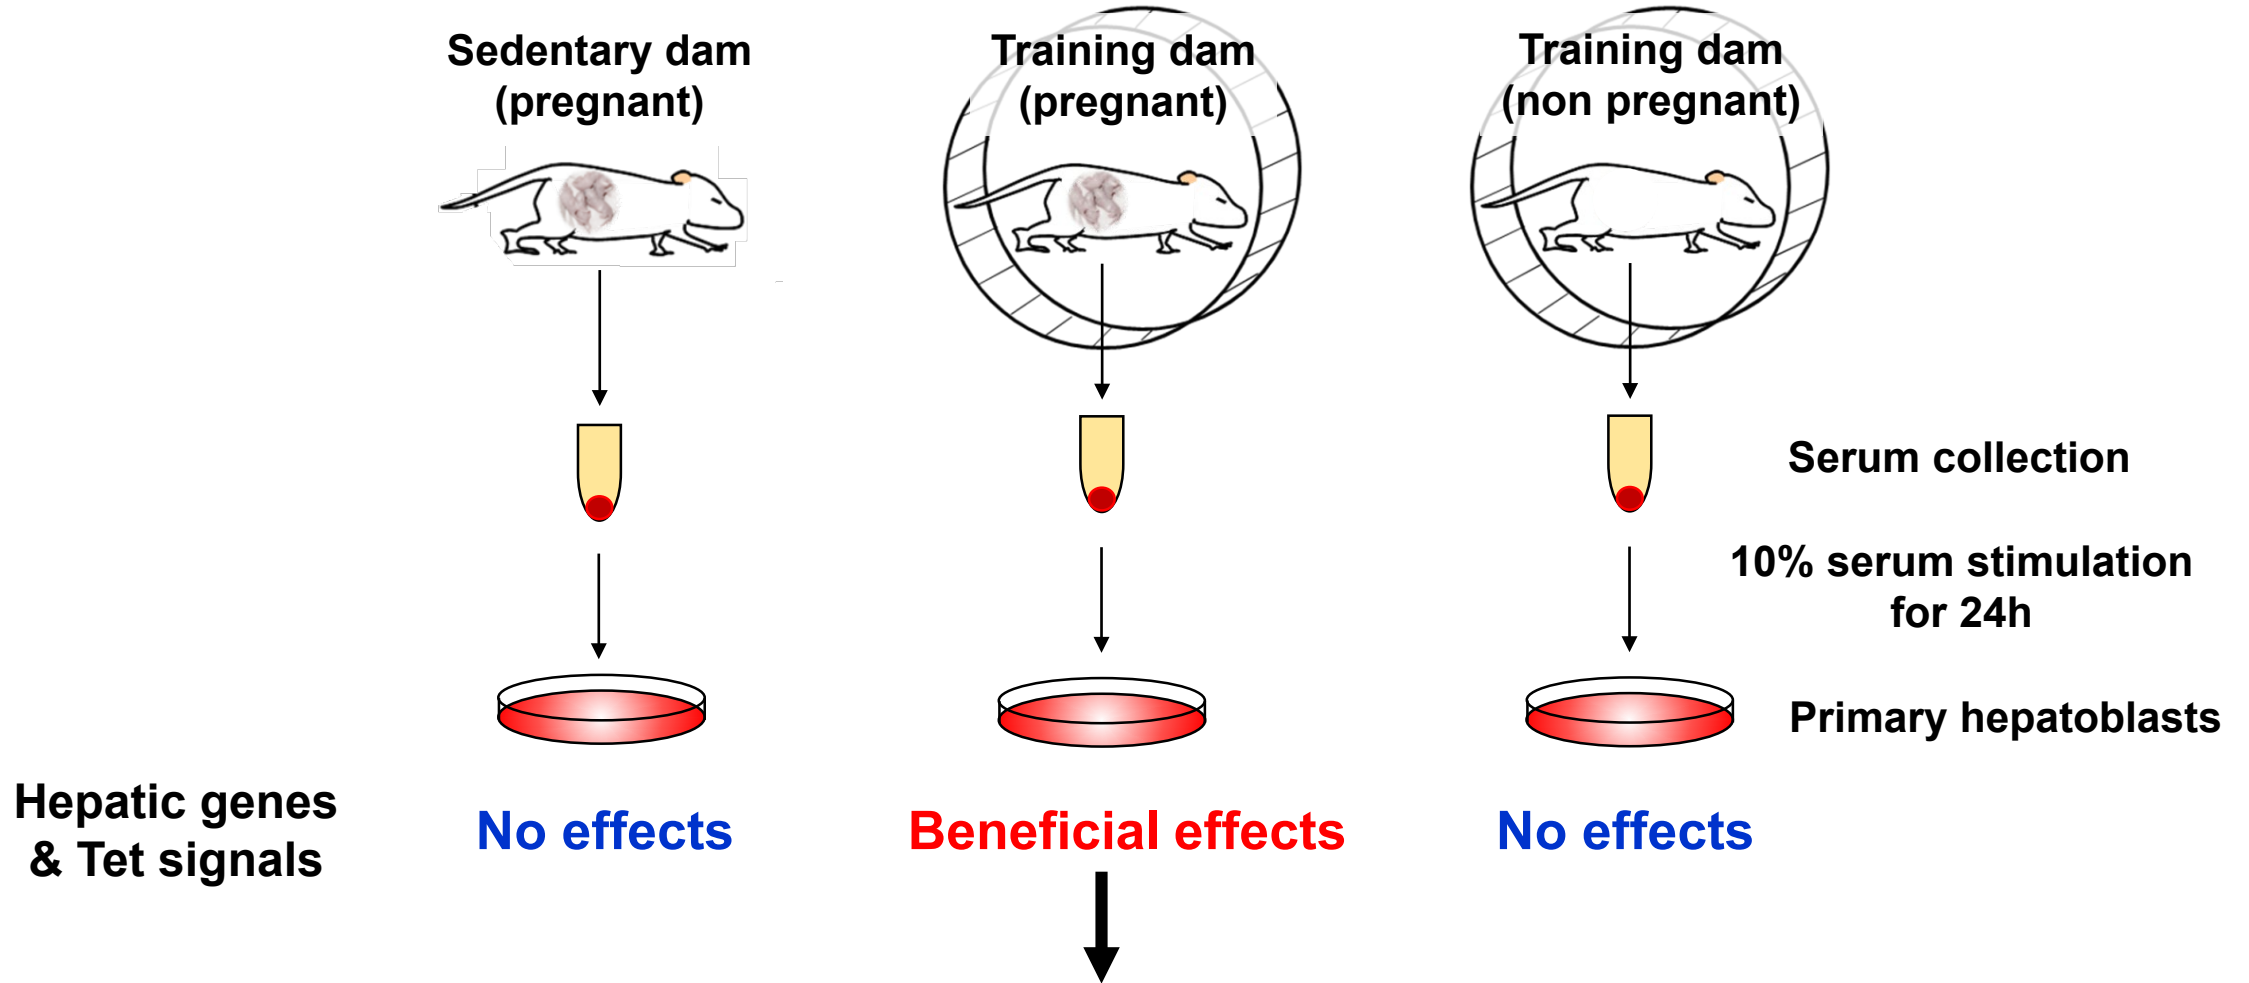 Sedentary dam
(pregnant)
Training dam
(pregnant)
Training dam
(non pregnant)
Serum collection
10% serum stimulation
for 24h
Primary hepatoblasts
Hepatic genes
& Tet signals
No effects
Beneficial effects
No effects